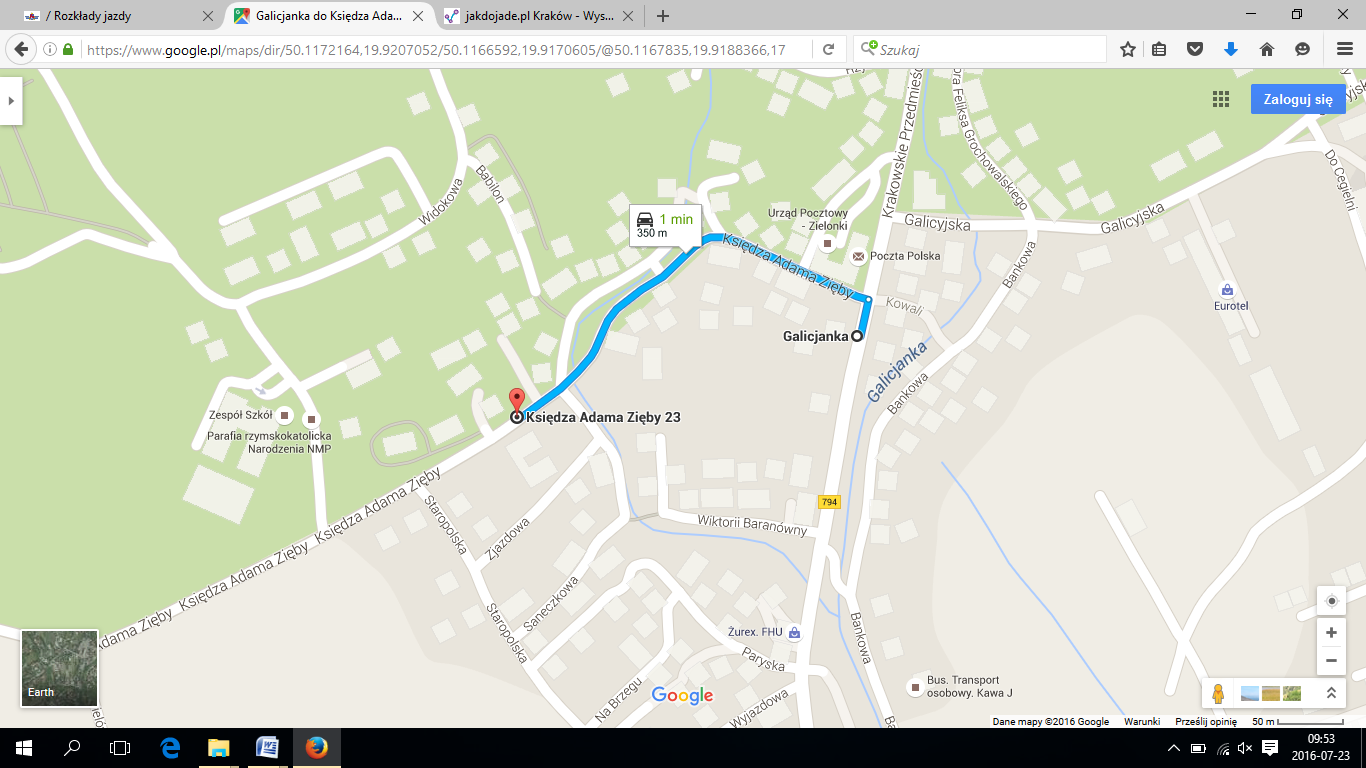 / Rozkłady jazdy
Galicjanka do Księdza Ada...
jakdojade.pl Kraków - Wys...
https://www.google.pl/maps/dir/50.1172164,19.9207052/50.1166592,19.9170605/@50.1167835,19.9188366,17
Szukaj
Zaloguj się
Krakowskie Przedmieśc
ora Feliksa Grochowalskiego
Do Cegielni
Babilon
Widokowa
1 min
350 m
Urząd Pocztowy
- Zielonki
Galicyjska
Galicyjska
Księdza Adama Zięby
Poczta Polska
Bankowa
Kowali
Eurotel
Galicjanka
Galicjanka
Bankowa
Zespół Szkół
Księdza Adama Zięby 23
Parafia rzymskokatolicka
Narodzenia NMP
Księdza Adama Zięby
Księdza Adama Zięby
Adama Zięby
Staropolska
Zjazdowa
Wiktorii Baranówny
794
Saneczkowa
Staropolska
Żurex. FHU
Paryska
Bankowa
Bus. Transport
osobowy. Kawa J
Na Brzegu
Wyjazdowa
Earth
Google
Dane mapy ©2016 Google
Warunki
Prześlij opinię
50 m
09:53
2016-07-23